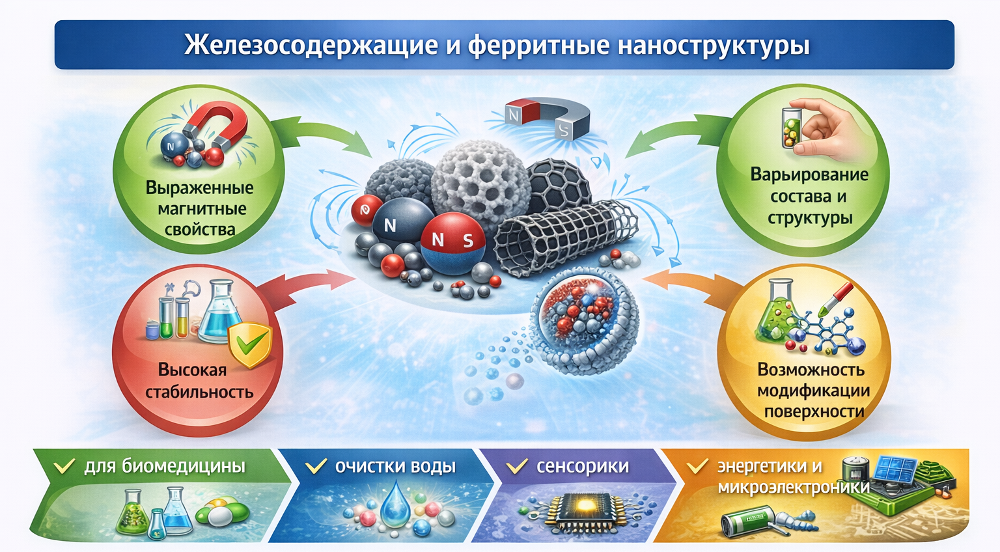 Железосодержащие и ферритные наноструктуры
N
Выраженные
магнитные
свойства
N
S
N
N S
Варьирование
состава и
структуры
Высокая
стабильность
Возможность
модификации
поверхности
для биомедицины
очистки воды
сенсорики
энергетики и
микроэлектроники